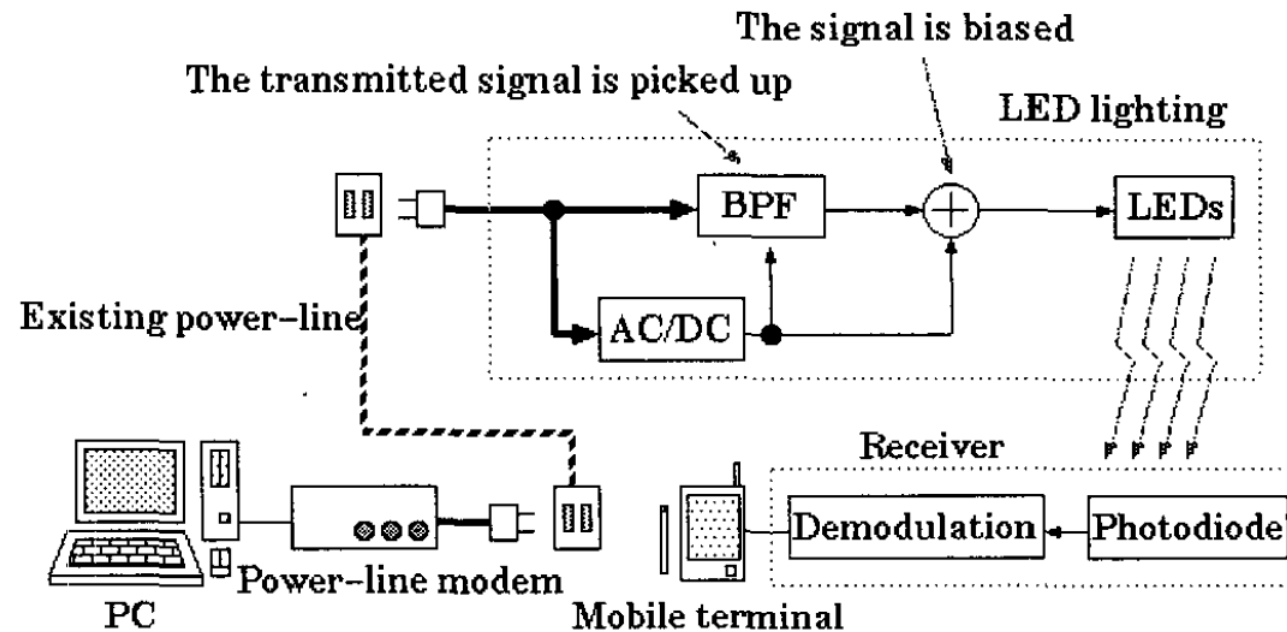 The signal is biased
The transmitted signal is picked up
LED lighting
BPF
LEDs
Existing power-line
AC/DC
Receiver
Demodulation
Photodiode
Power-line modem
PC
Mobile terminal